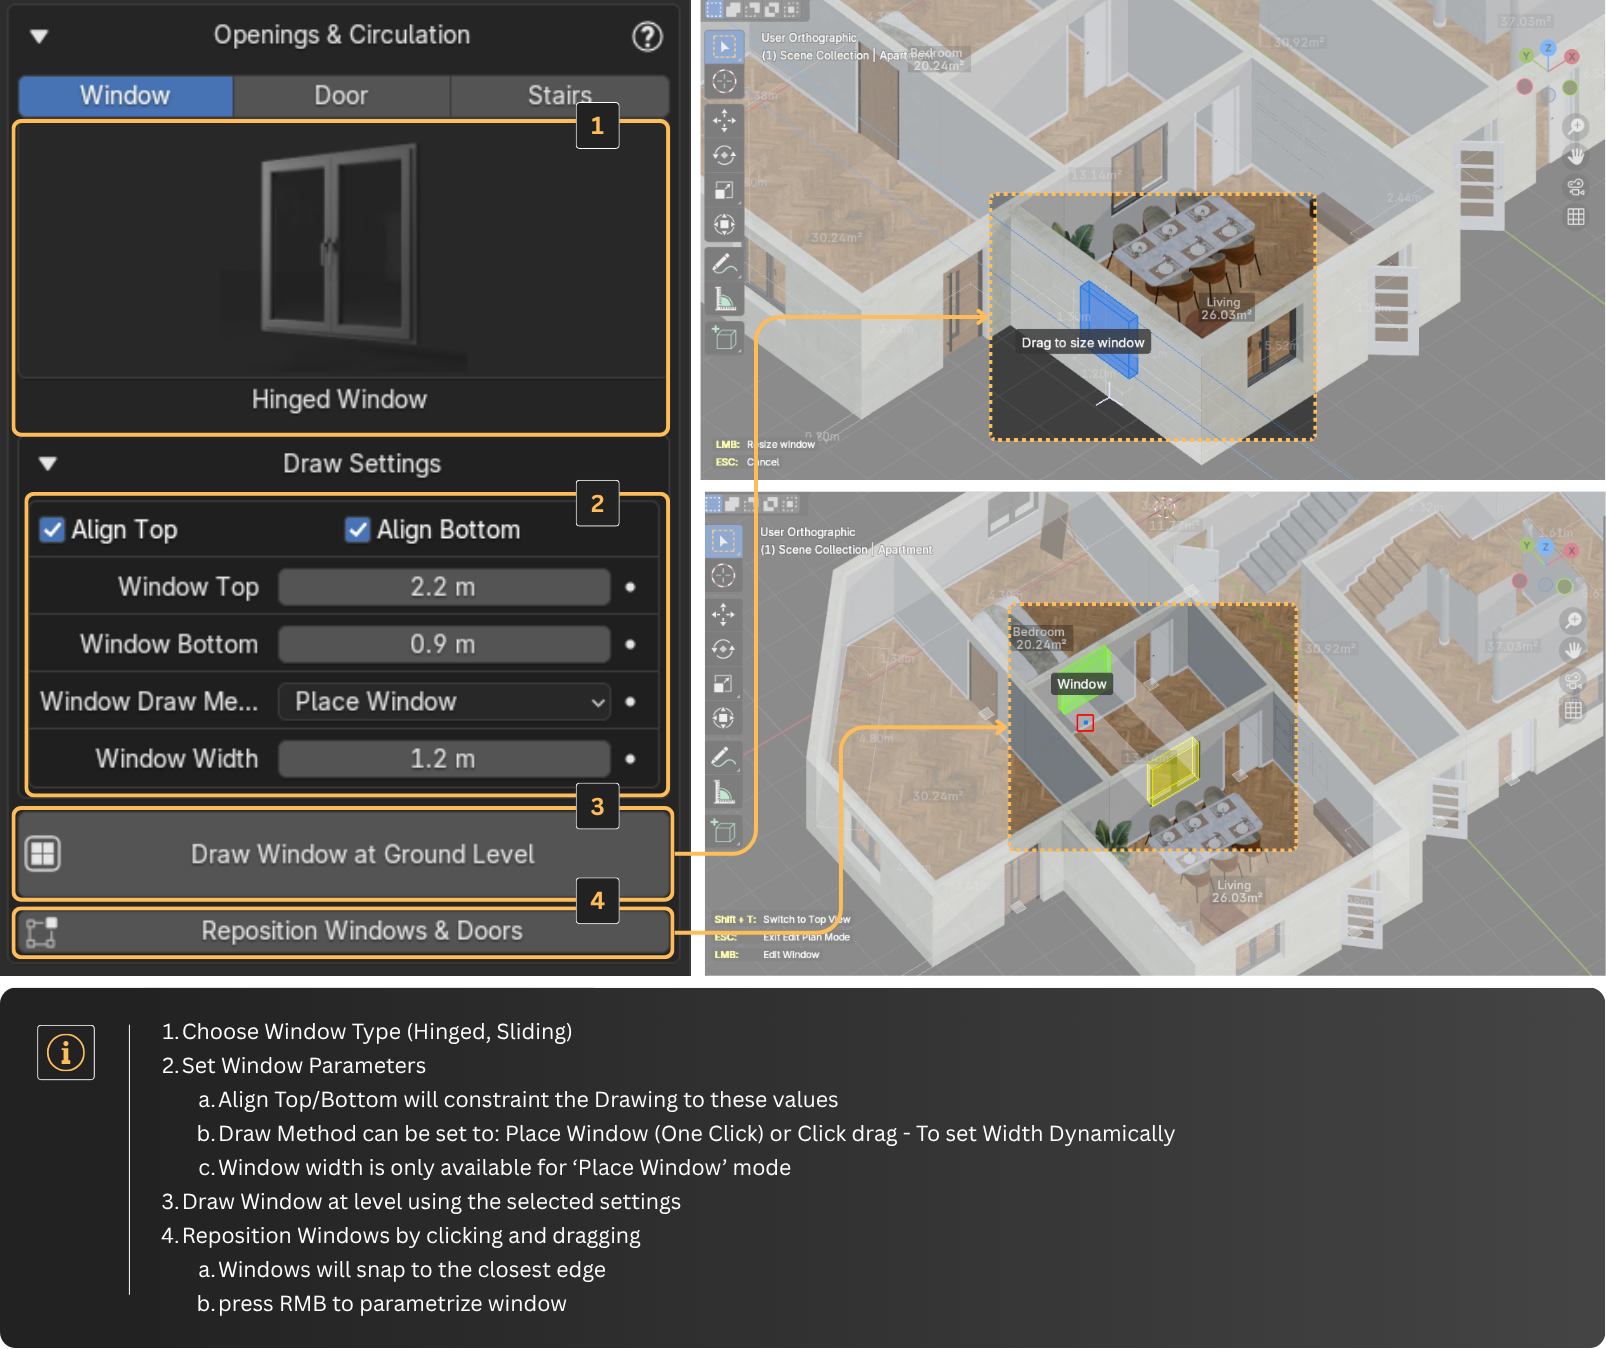 Openings & Circulation
?
Window
Door
Stairs
1
Hinged Window
Draw Settings
2
Align Top
Align Bottom
Window Top
2.2 m
Window Bottom
0.9 m
Window Draw Me...
Place Window
Window Width
1.2 m
3
Draw Window at Ground Level
4
Reposition Windows & Doors
User Orthographic
(1) Scene Collection | Apart
Bedroom
20.24m²
30.92m²
37.03m²
13.14m²
30.24m²
2.44m
Living
26.03m²
5.52m
Drag to size window
1.20m
LMB: Resize window
ESC: Cancel
Z
Y
X
User Orthographic
(1) Scene Collection | Apartment
Bedroom
20.24m²
1.38m
Window
30.92m²
37.03m²
4.80m
30.24m²
Living
26.03m²
Shift + T: Switch to Top View
ESC: Exit Edit Plan Mode
LMB: Edit Window
Y
Z
X
i
1. Choose Window Type (Hinged, Sliding)
2. Set Window Parameters
a. Align Top/Bottom will constraint the Drawing to these values
b. Draw Method can be set to: Place Window (One Click) or Click drag - To set Width Dynamically
c. Window width is only available for ‘Place Window’ mode
3. Draw Window at level using the selected settings
4. Reposition Windows by clicking and dragging
a. Windows will snap to the closest edge
b. press RMB to parametrize window